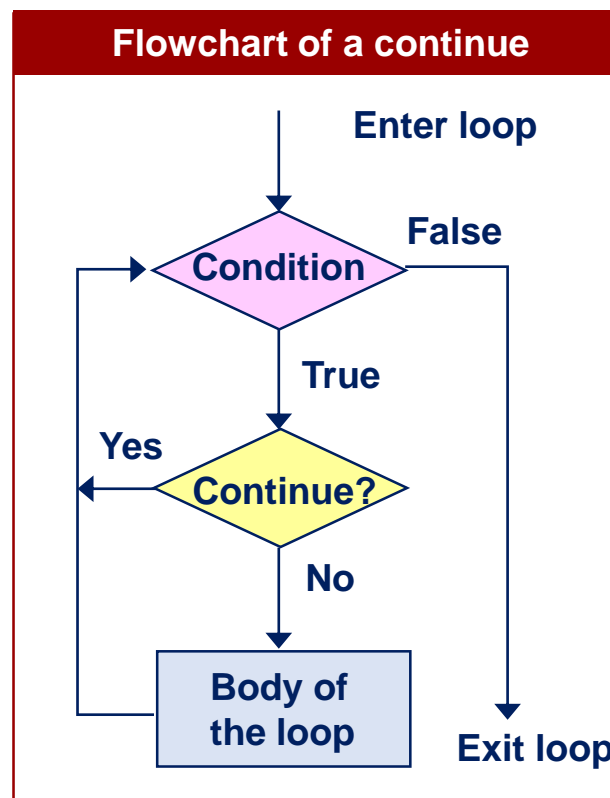 Flowchart of a continue
Enter loop
False
Condition
True
Yes
Continue?
No
Body of
the loop
Exit loop